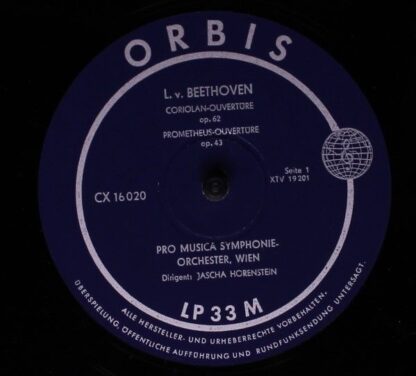 ORBIS
L. v. BEETHOVEN
CORIOLAN-OUVERTÜRE
op. 62
PROMETHEUS-OUVERTÜRE
op. 43
Seite 1
XTV 19 201
CX 16 020
PRO MUSICA SYMPHONIE-
ORCHESTER, WIEN
Dirigent: JASCHA HORENSTEIN
LP 33 M
ALLE HERSTELLER- UND URHEBERRECHTE VORBEHALTEN,
ÜBERSPIELUNG, ÖFFENTLICHE AUFFÜHRUNG UND RUNDFUNKSENDUNG UNTERSAGT.